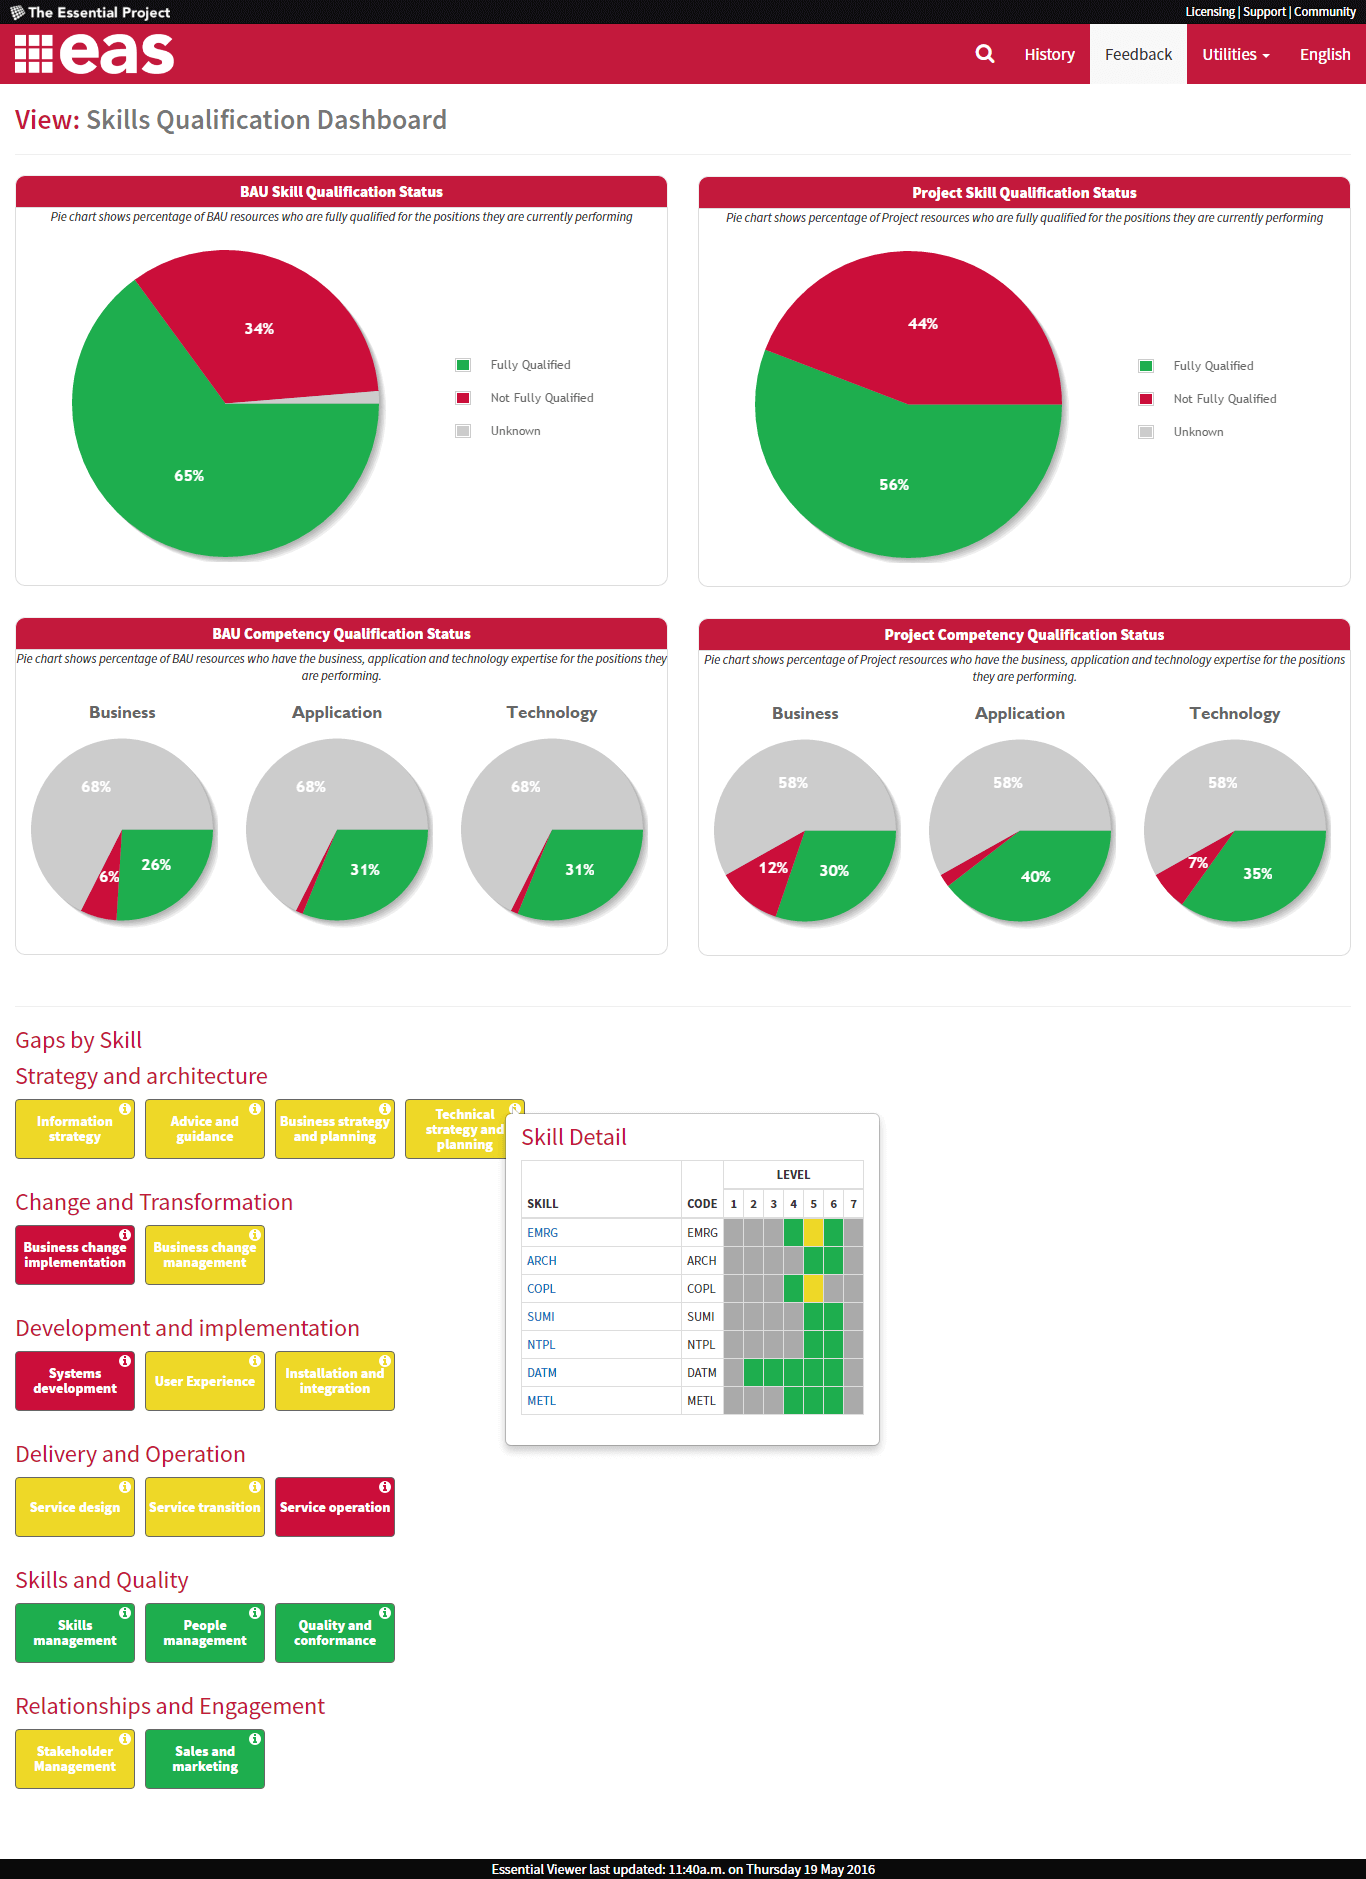 The Essential Project
Licensing | Support | Community
eas
History
Feedback
Utilities
English
View: Skills Qualification Dashboard
BAU Skill Qualification Status
Pie chart shows percentage of BAU resources who are fully qualified for the positions they are currently performing
34%
65%
Fully Qualified
Not Fully Qualified
Unknown
Project Skill Qualification Status
Pie chart shows percentage of Project resources who are fully qualified for the positions they are currently performing
44%
56%
Fully Qualified
Not Fully Qualified
Unknown
BAU Competency Qualification Status
Pie chart shows percentage of BAU resources who have the business, application and technology expertise for the positions they
are performing.
Business
68%
6%
26%
Application
68%
31%
Technology
68%
31%
Project Competency Qualification Status
Pie chart shows percentage of Project resources who have the business, application and technology expertise for the positions
they are performing.
Business
58%
12%
30%
Application
58%
40%
Technology
58%
7%
35%
Gaps by Skill
Strategy and architecture
Information
strategy
Advice and
guidance
Business strategy
and planning
Technical
strategy and
planning
Skill Detail
LEVEL
SKILL CODE 1 2 3 4 5 6 7
EMRG EMRG
ARCH ARCH
COPL COPL
SUMI SUMI
NTPL NTPL
DATM DATM
METL METL
Change and Transformation
Business change
implementation
Business change
management
Development and implementation
Systems
development
User Experience
Installation and
integration
Delivery and Operation
Service design
Service transition
Service operation
Skills and Quality
Skills
management
People
management
Quality and
conformance
Relationships and Engagement
Stakeholder
Management
Sales and
marketing
Essential Viewer last updated: 11:40a.m. on Thursday 19 May 2016